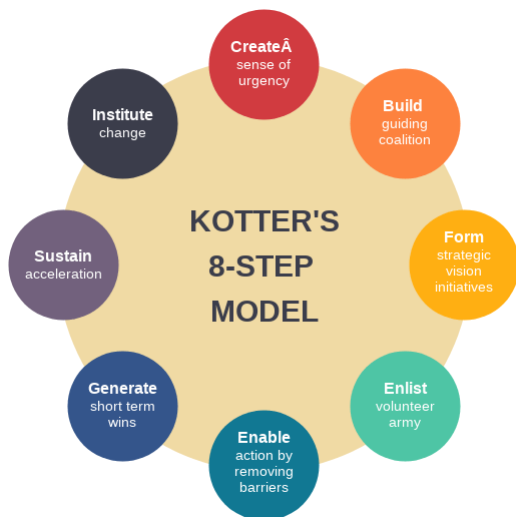 CreateÂ
sense of
urgency
Build
guiding
coalition
Form
strategic
vision
initiatives
Enlist
volunteer
army
Enable
action by
removing
barriers
Generate
short term
wins
Sustain
acceleration
Institute
change
KOTTER'S
8-STEP
MODEL